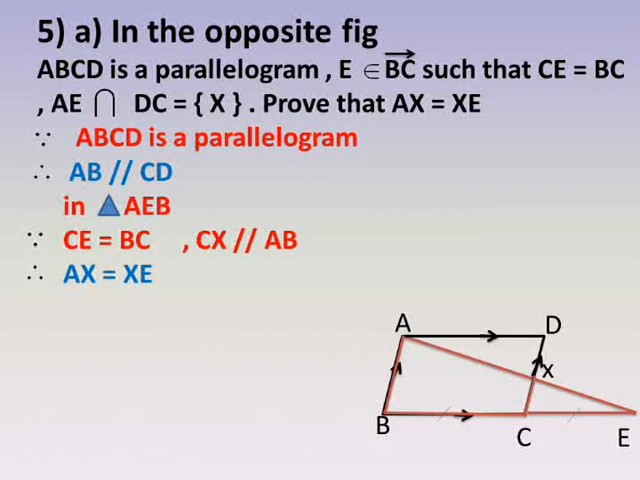 5) a) In the opposite fig
ABCD is a parallelogram , E ∈ BC such that CE = BC
, AE ∩ DC = { X } . Prove that AX = XE
∵ ABCD is a parallelogram
∴ AB // CD
in ▲AEB
∵ CE = BC , CX // AB
∴ AX = XE
A D
x
B C E